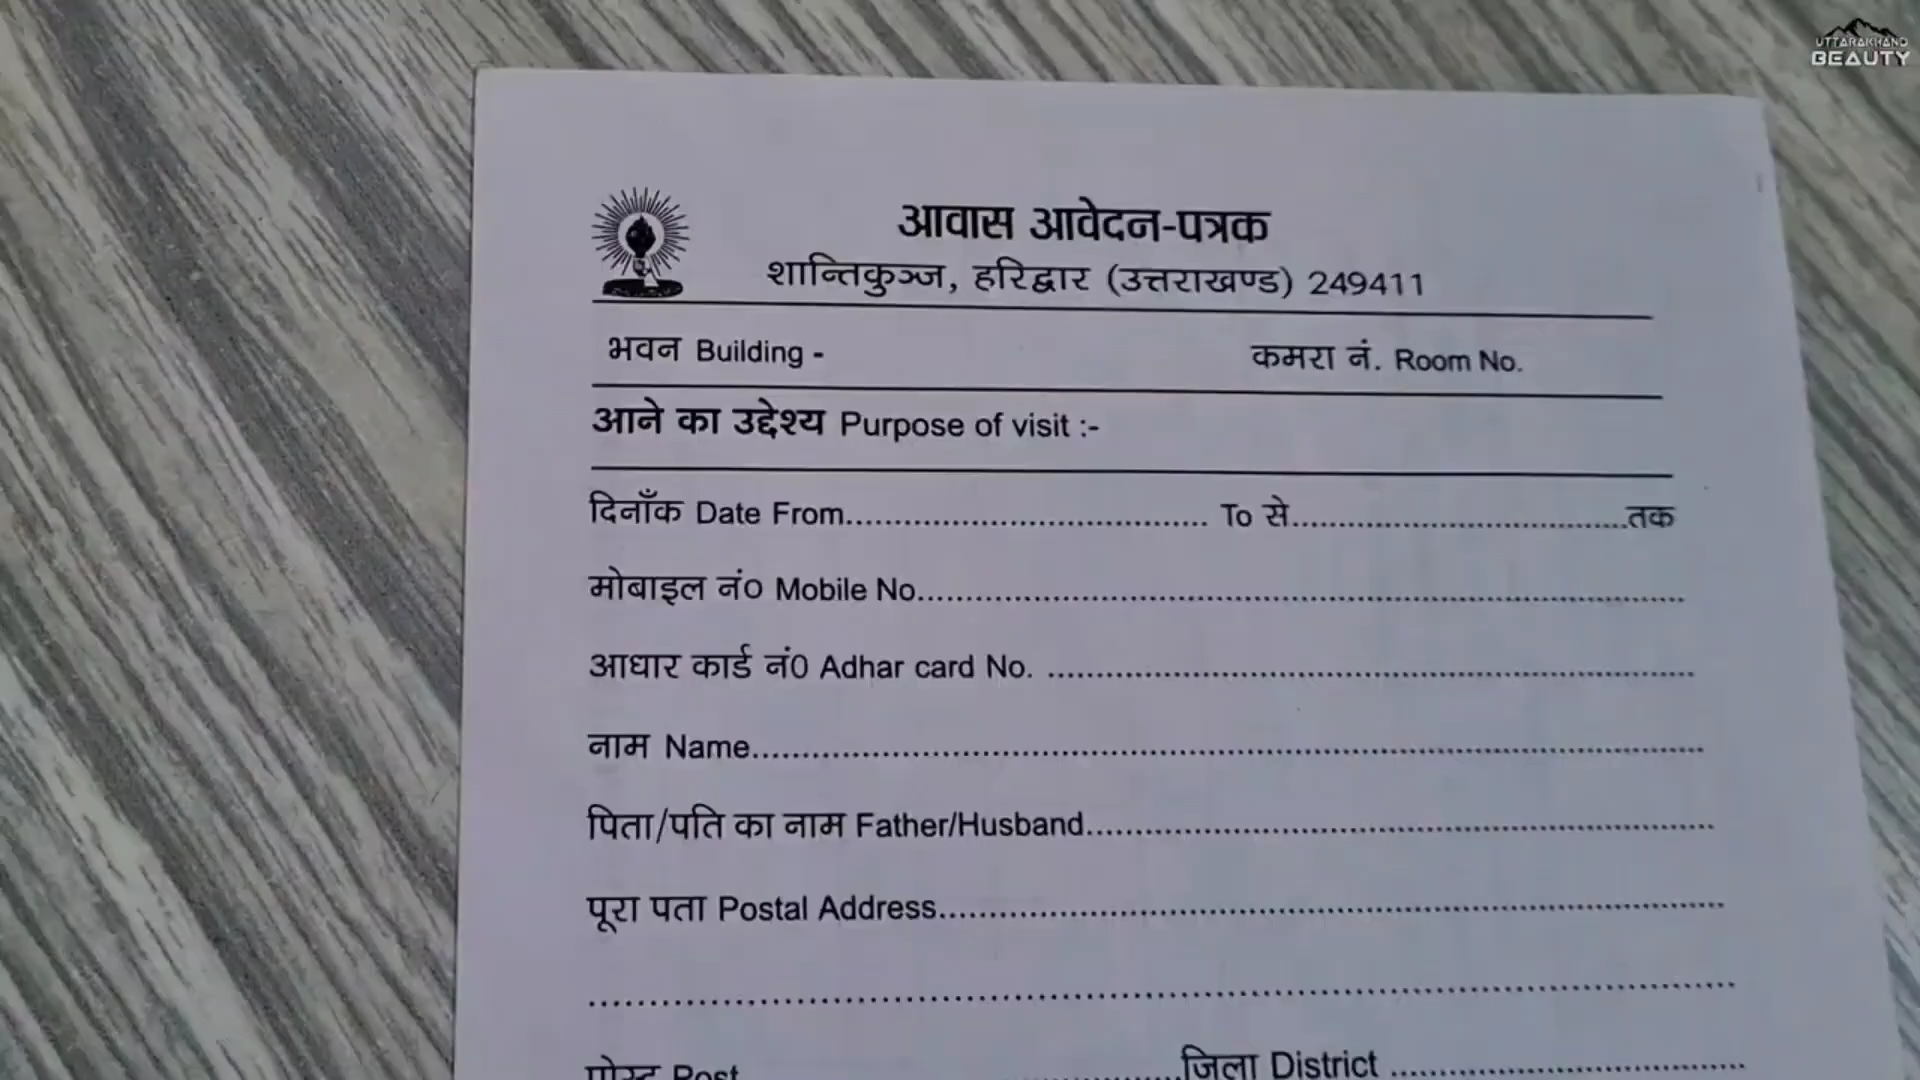 UTTARAKHAND
BEAUTY
आवास आवेदन-पत्रक
शान्तिकुञ्ज, हरिद्वार (उत्तराखण्ड) 249411
भवन Building - कमरा नं. Room No.
आने का उद्देश्य Purpose of visit :-
दिनाँक Date From.................................... To से....................................तक
मोबाइल नं० Mobile No............................................................................
आधार कार्ड नं0 Adhar card No. .................................................................
नाम Name...............................................................................................
पिता/पति का नाम Father/Husband...............................................................
पूरा पता Postal Address..............................................................................
...................................................................................................................
पोस्ट Post ............जिला District ....................................